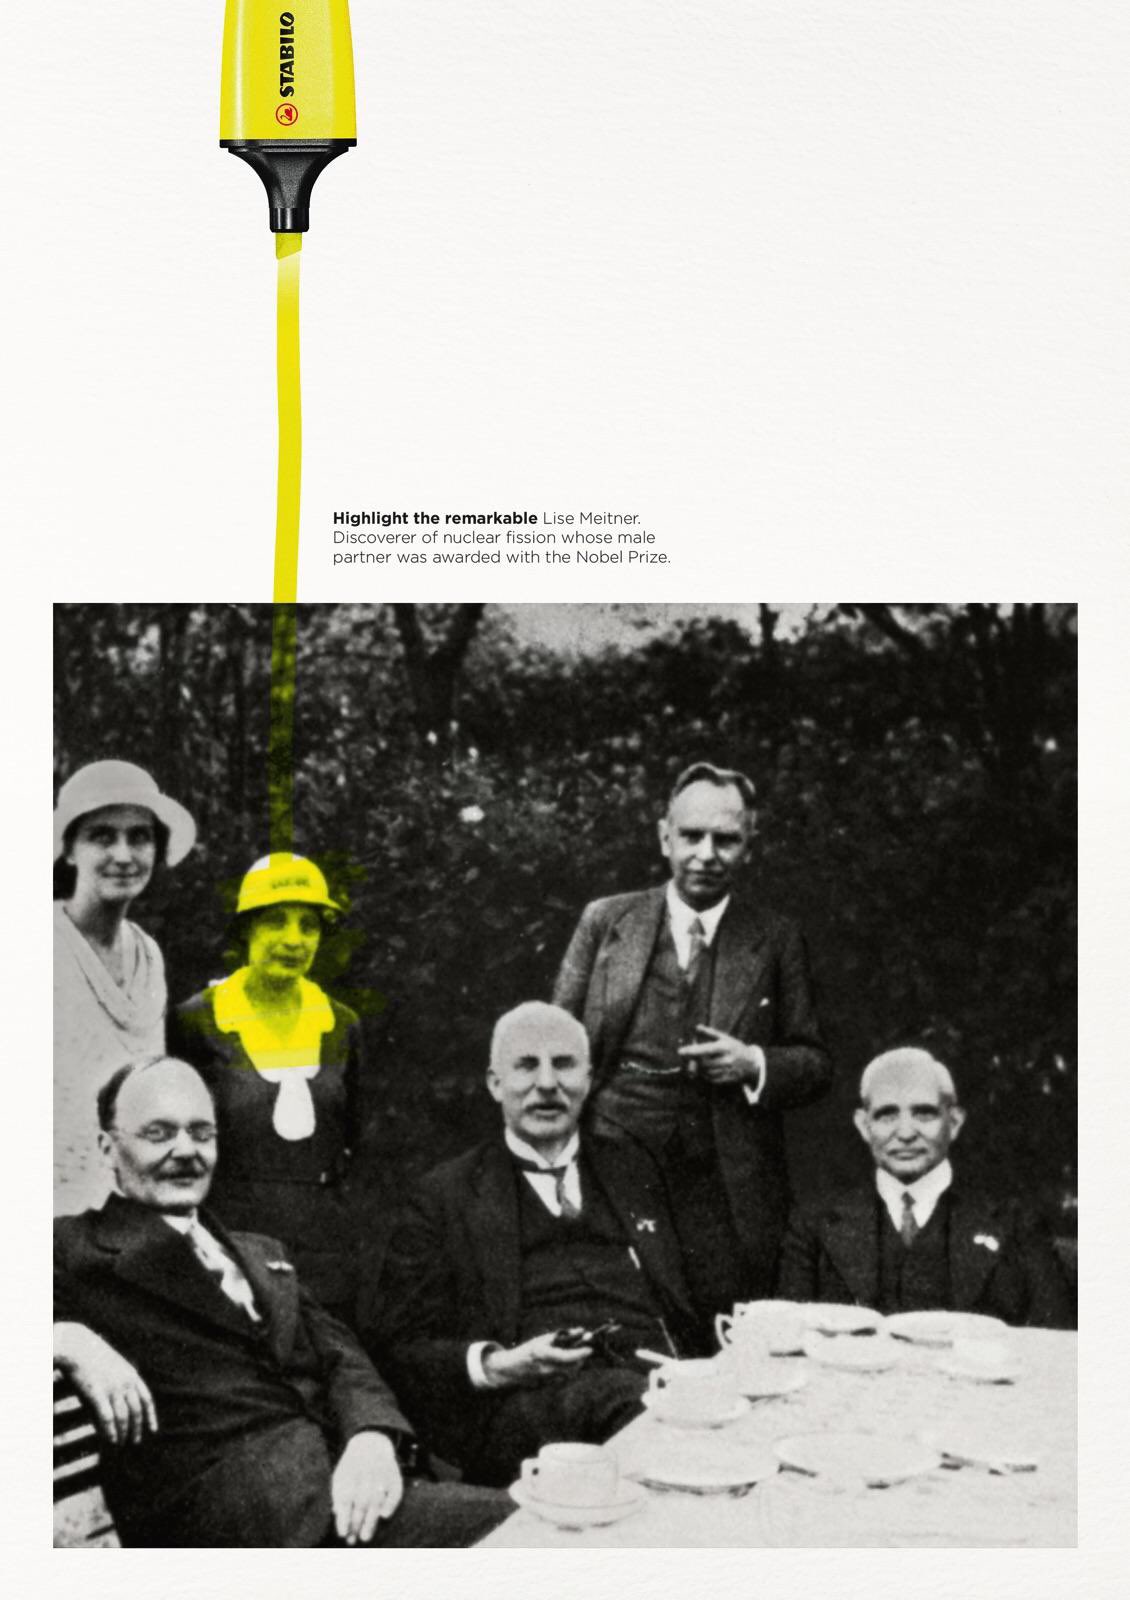 STABILO
Highlight the remarkable Lise Meitner.
Discoverer of nuclear fission whose male
partner was awarded with the Nobel Prize.